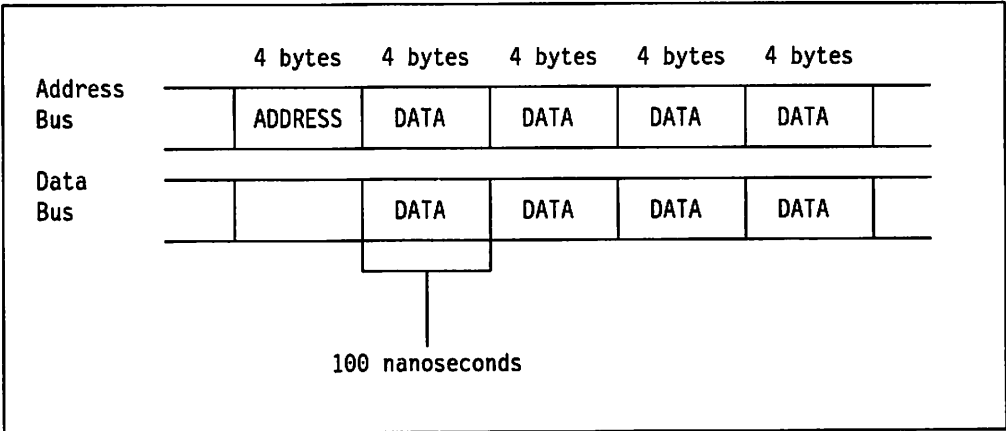 4 bytes 4 bytes 4 bytes 4 bytes 4 bytes
Address
Bus
ADDRESS DATA DATA DATA DATA
Data
Bus
DATA DATA DATA DATA
100 nanoseconds